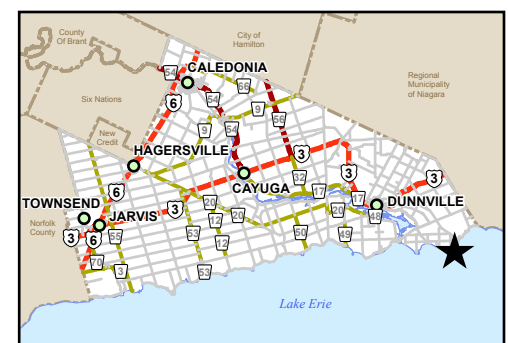 County
Of Brant
City of
Hamilton
Regional
Municipality
of Niagara
Six Nations
New
Credit
Norfolk
County
CALEDONIA
HAGERSVILLE
CAYUGA
TOWNSEND
JARVIS
DUNNVILLE
54
6
54
66
9
56
9
54
3
3
32
17
17
3
6
3
20
20
12
12
20
48
3
6
55
53
50
49
70
3
53
Lake Erie